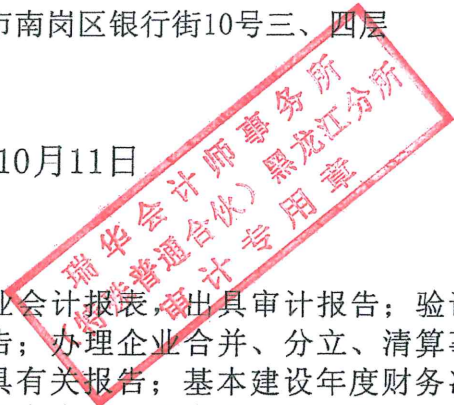 市南岗区银行街10号三、四层
10月11日
瑞华会计师事务所
（特殊普通合伙）黑龙江分所
审计专用章
业会计报表，出具审计报告；验
告；办理企业合并、分立、清算
具有关报告；基本建设年度财务